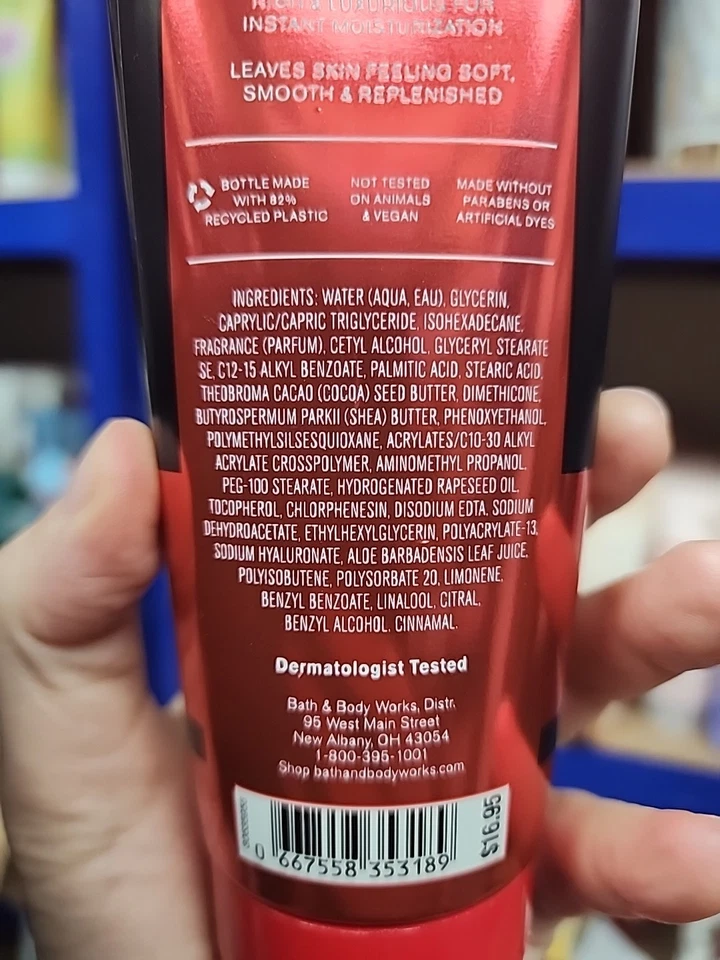 RICH & LUXURIOUS FOR
INSTANT MOISTURIZATION
LEAVES SKIN FEELING SOFT,
SMOOTH & REPLENISHED
BOTTLE MADE
WITH 82%
RECYCLED PLASTIC
NOT TESTED
ON ANIMALS
& VEGAN
MADE WITHOUT
PARABENS OR
ARTIFICIAL DYES
INGREDIENTS: WATER (AQUA, EAU), GLYCERIN,
CAPRYLIC/CAPRIC TRIGLYCERIDE, ISOHEXADECANE,
FRAGRANCE (PARFUM), CETYL ALCOHOL, GLYCERYL STEARATE
SE, C12-15 ALKYL BENZOATE, PALMITIC ACID, STEARIC ACID,
THEOBROMA CACAO (COCOA) SEED BUTTER, DIMETHICONE,
BUTYROSPERMUM PARKII (SHEA) BUTTER, PHENOXYETHANOL,
POLYMETHYLSILSESQUIOXANE, ACRYLATES/C10-30 ALKYL
ACRYLATE CROSSPOLYMER, AMINOMETHYL PROPANOL,
PEG-100 STEARATE, HYDROGENATED RAPESEED OIL,
TOCOPHEROL, CHLORPHENESIN, DISODIUM EDTA, SODIUM
DEHYDROACETATE, ETHYLHEXYLGLYCERIN, POLYACRYLATE-13,
SODIUM HYALURONATE, ALOE BARBADENSIS LEAF JUICE,
POLYISOBUTENE, POLYSORBATE 20, LIMONENE,
BENZYL BENZOATE, LINALOOL, CITRAL,
BENZYL ALCOHOL, CINNAMAL.
Dermatologist Tested
Bath & Body Works, Distr.
95 West Main Street
New Albany, OH 43054
1-800-395-1001
Shop bathandbodyworks.com
0 667558 353189
$16.95